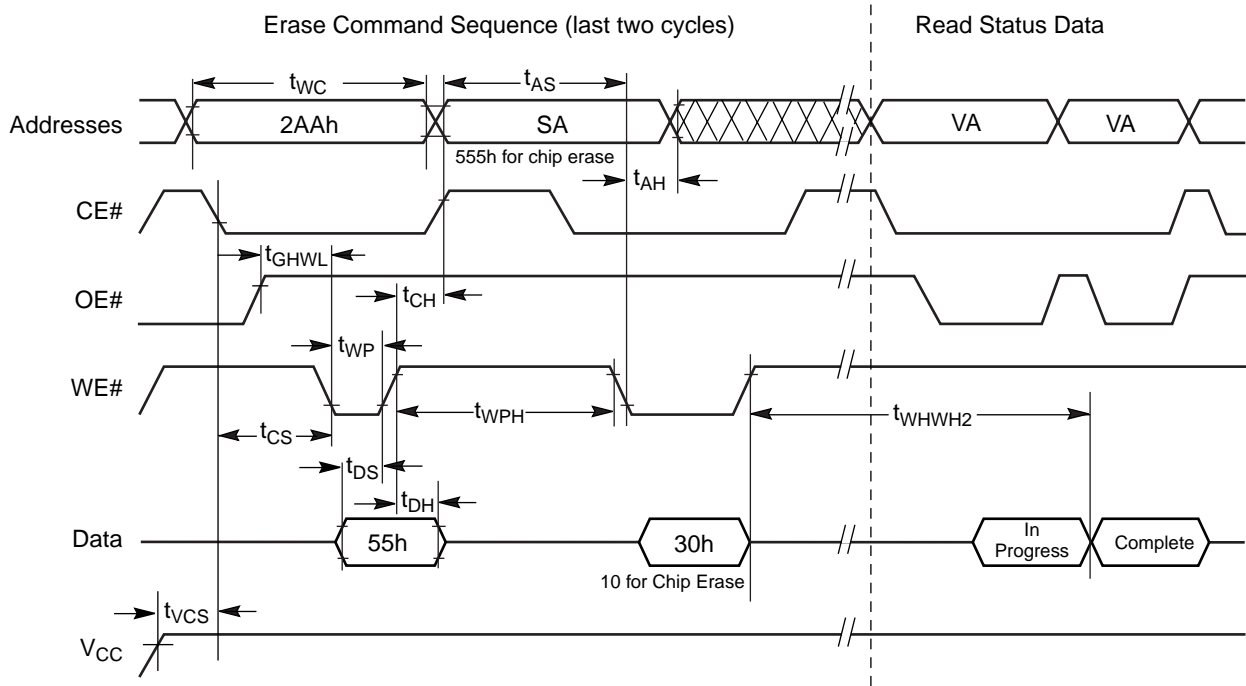 Erase Command Sequence (last two cycles)
Read Status Data
tWC
tAS
Addresses
2AAh
SA
VA
VA
555h for chip erase
tAH
CE#
tGHWL
OE#
tCH
tWP
WE#
tWPH
tWHWH2
tCS
tDS
tDH
Data
55h
30h
In
Progress
Complete
10 for Chip Erase
tVCS
VCC